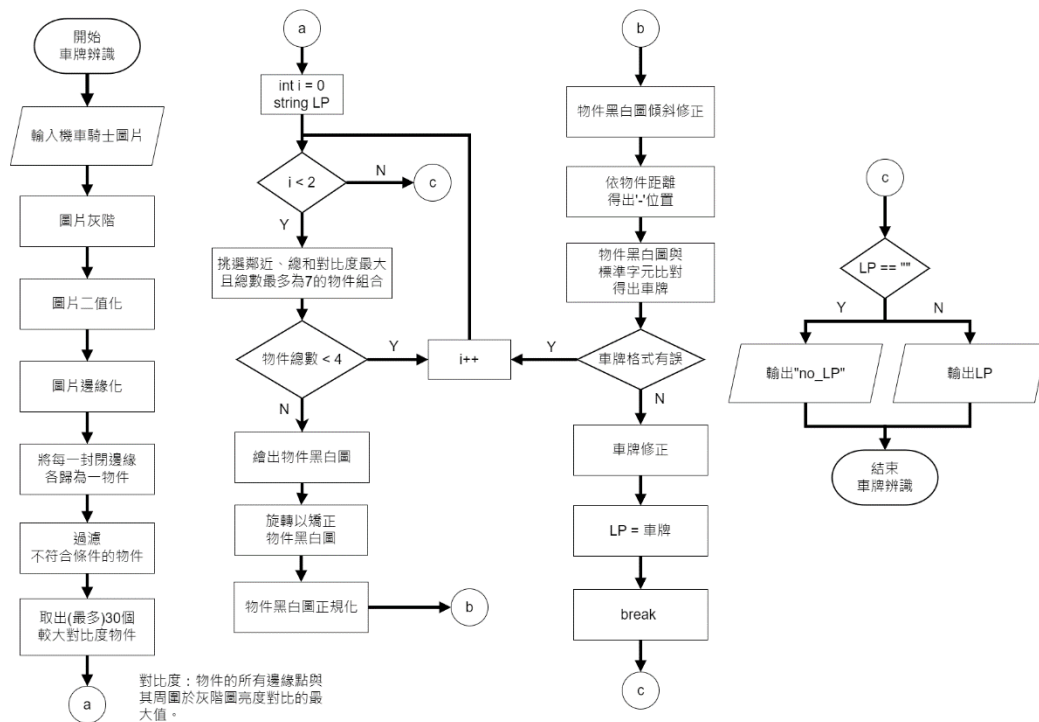 開始
車牌辨識
輸入機車騎士圖片
圖片灰階
圖片二值化
圖片邊緣化
將每一封閉邊緣
各歸為一物件
過濾
不符合條件的物件
取出(最多)30個
較大對比度物件
a
a
int i = 0
string LP
i < 2
N
c
Y
挑選鄰近、總和對比度最大
且總數最多為7的物件組合
物件總數 < 4
Y
i++
N
繪出物件黑白圖
旋轉以矯正
物件黑白圖
物件黑白圖正規化
b
對比度：物件的所有邊緣點與
其周圍於灰階圖亮度對比的最
大值。
b
物件黑白圖傾斜修正
依物件距離
得出'-'位置
物件黑白圖與
標準字元比對
得出車牌
Y
車牌格式有誤
N
車牌修正
LP = 車牌
break
c
c
LP == ""
Y
N
輸出"no_LP"
輸出LP
結束
車牌辨識